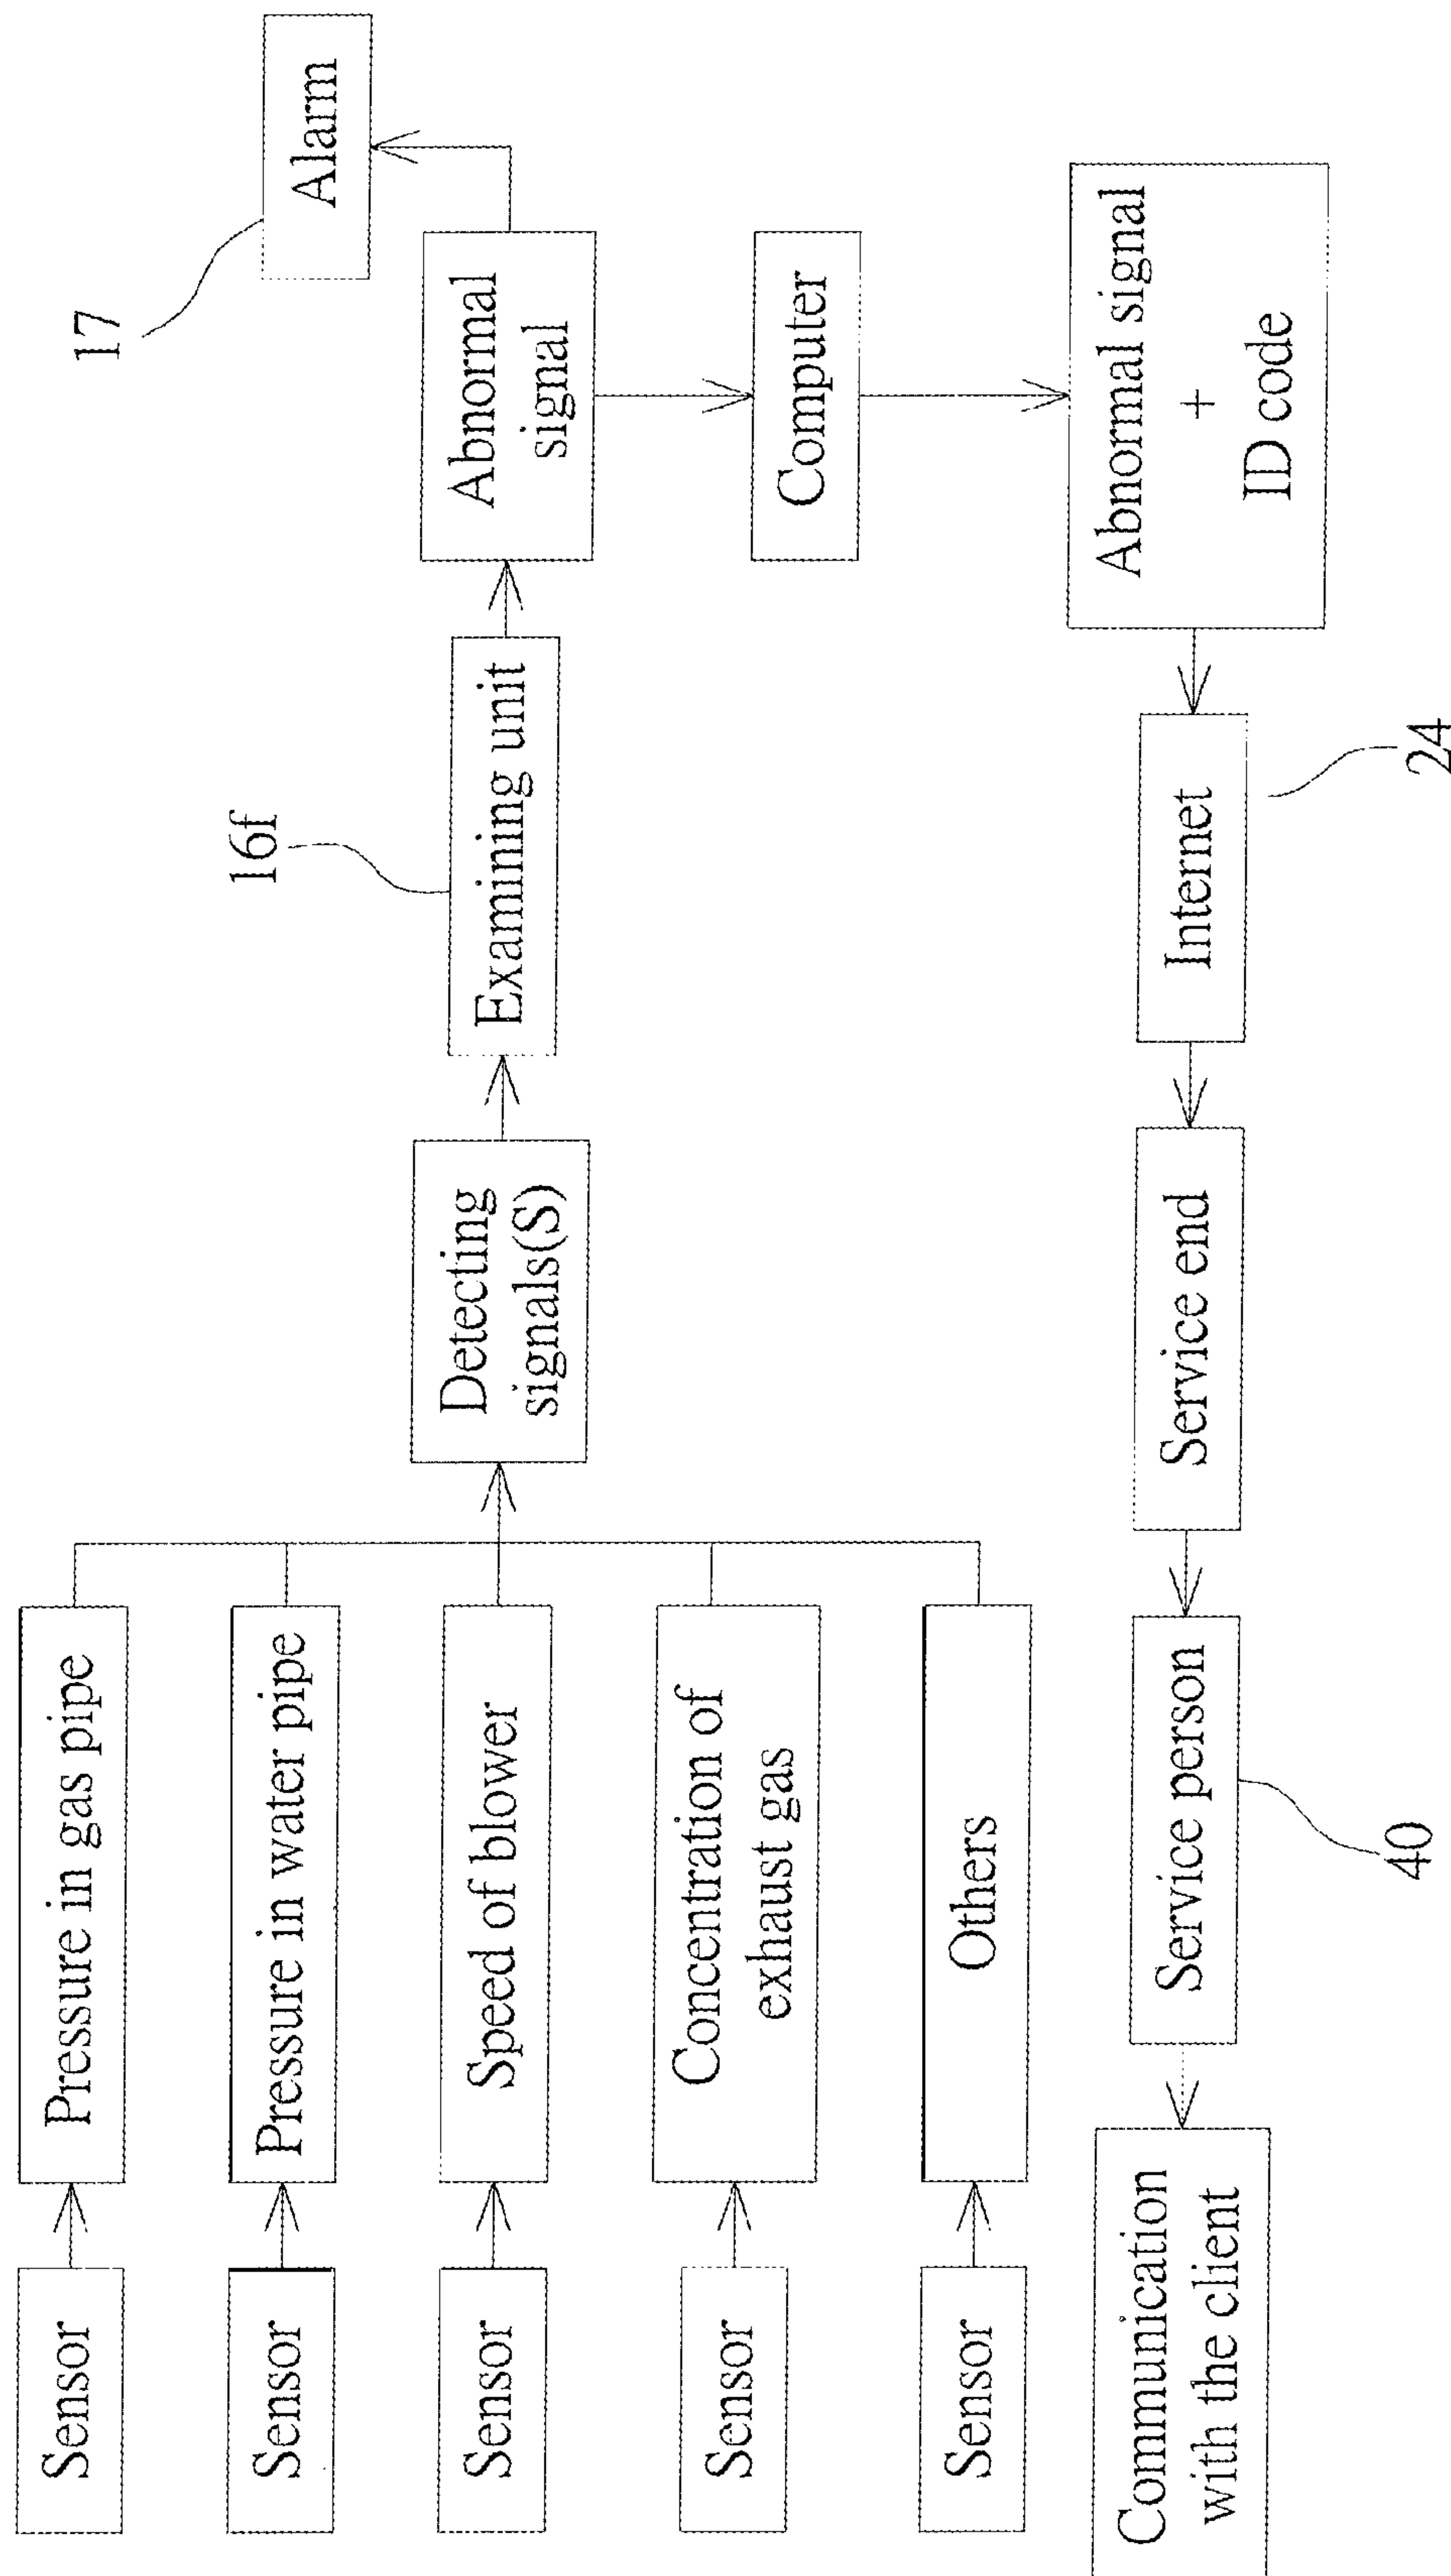 Sensor
Pressure in gas pipe
Sensor
Pressure in water pipe
Sensor
Speed of blower
Sensor
Concentration of
exhaust gas
Sensor
Others
Detecting
signals(S)
16f
Examining unit
Abnormal
signal
17
Alarm
Computer
Abnormal signal
+
ID code
Internet
24
Service end
Service person
40
Communication
with the client